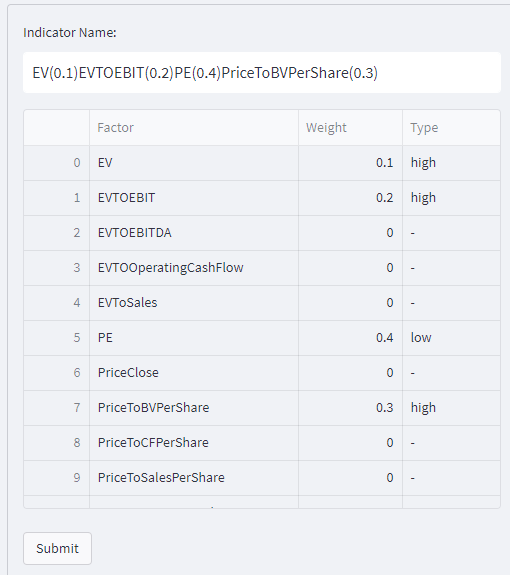 Indicator Name:
EV(0.1)EVTOEBIT(0.2)PE(0.4)PriceToBVPerShare(0.3)
Factor Weight Type
0 EV 0.1 high
1 EVTOEBIT 0.2 high
2 EVTOEBITDA 0 -
3 EVTOOperatingCashFlow 0 -
4 EVToSales 0 -
5 PE 0.4 low
6 PriceClose 0 -
7 PriceToBVPerShare 0.3 high
8 PriceToCFPerShare 0 -
9 PriceToSalesPerShare 0 -
Submit